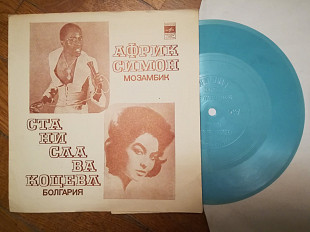 АФРИК
СИМОН
МОЗАМБИК
СТА
НИ
СЛА
ВА
КОЦЕВА
БОЛГАРИЯ